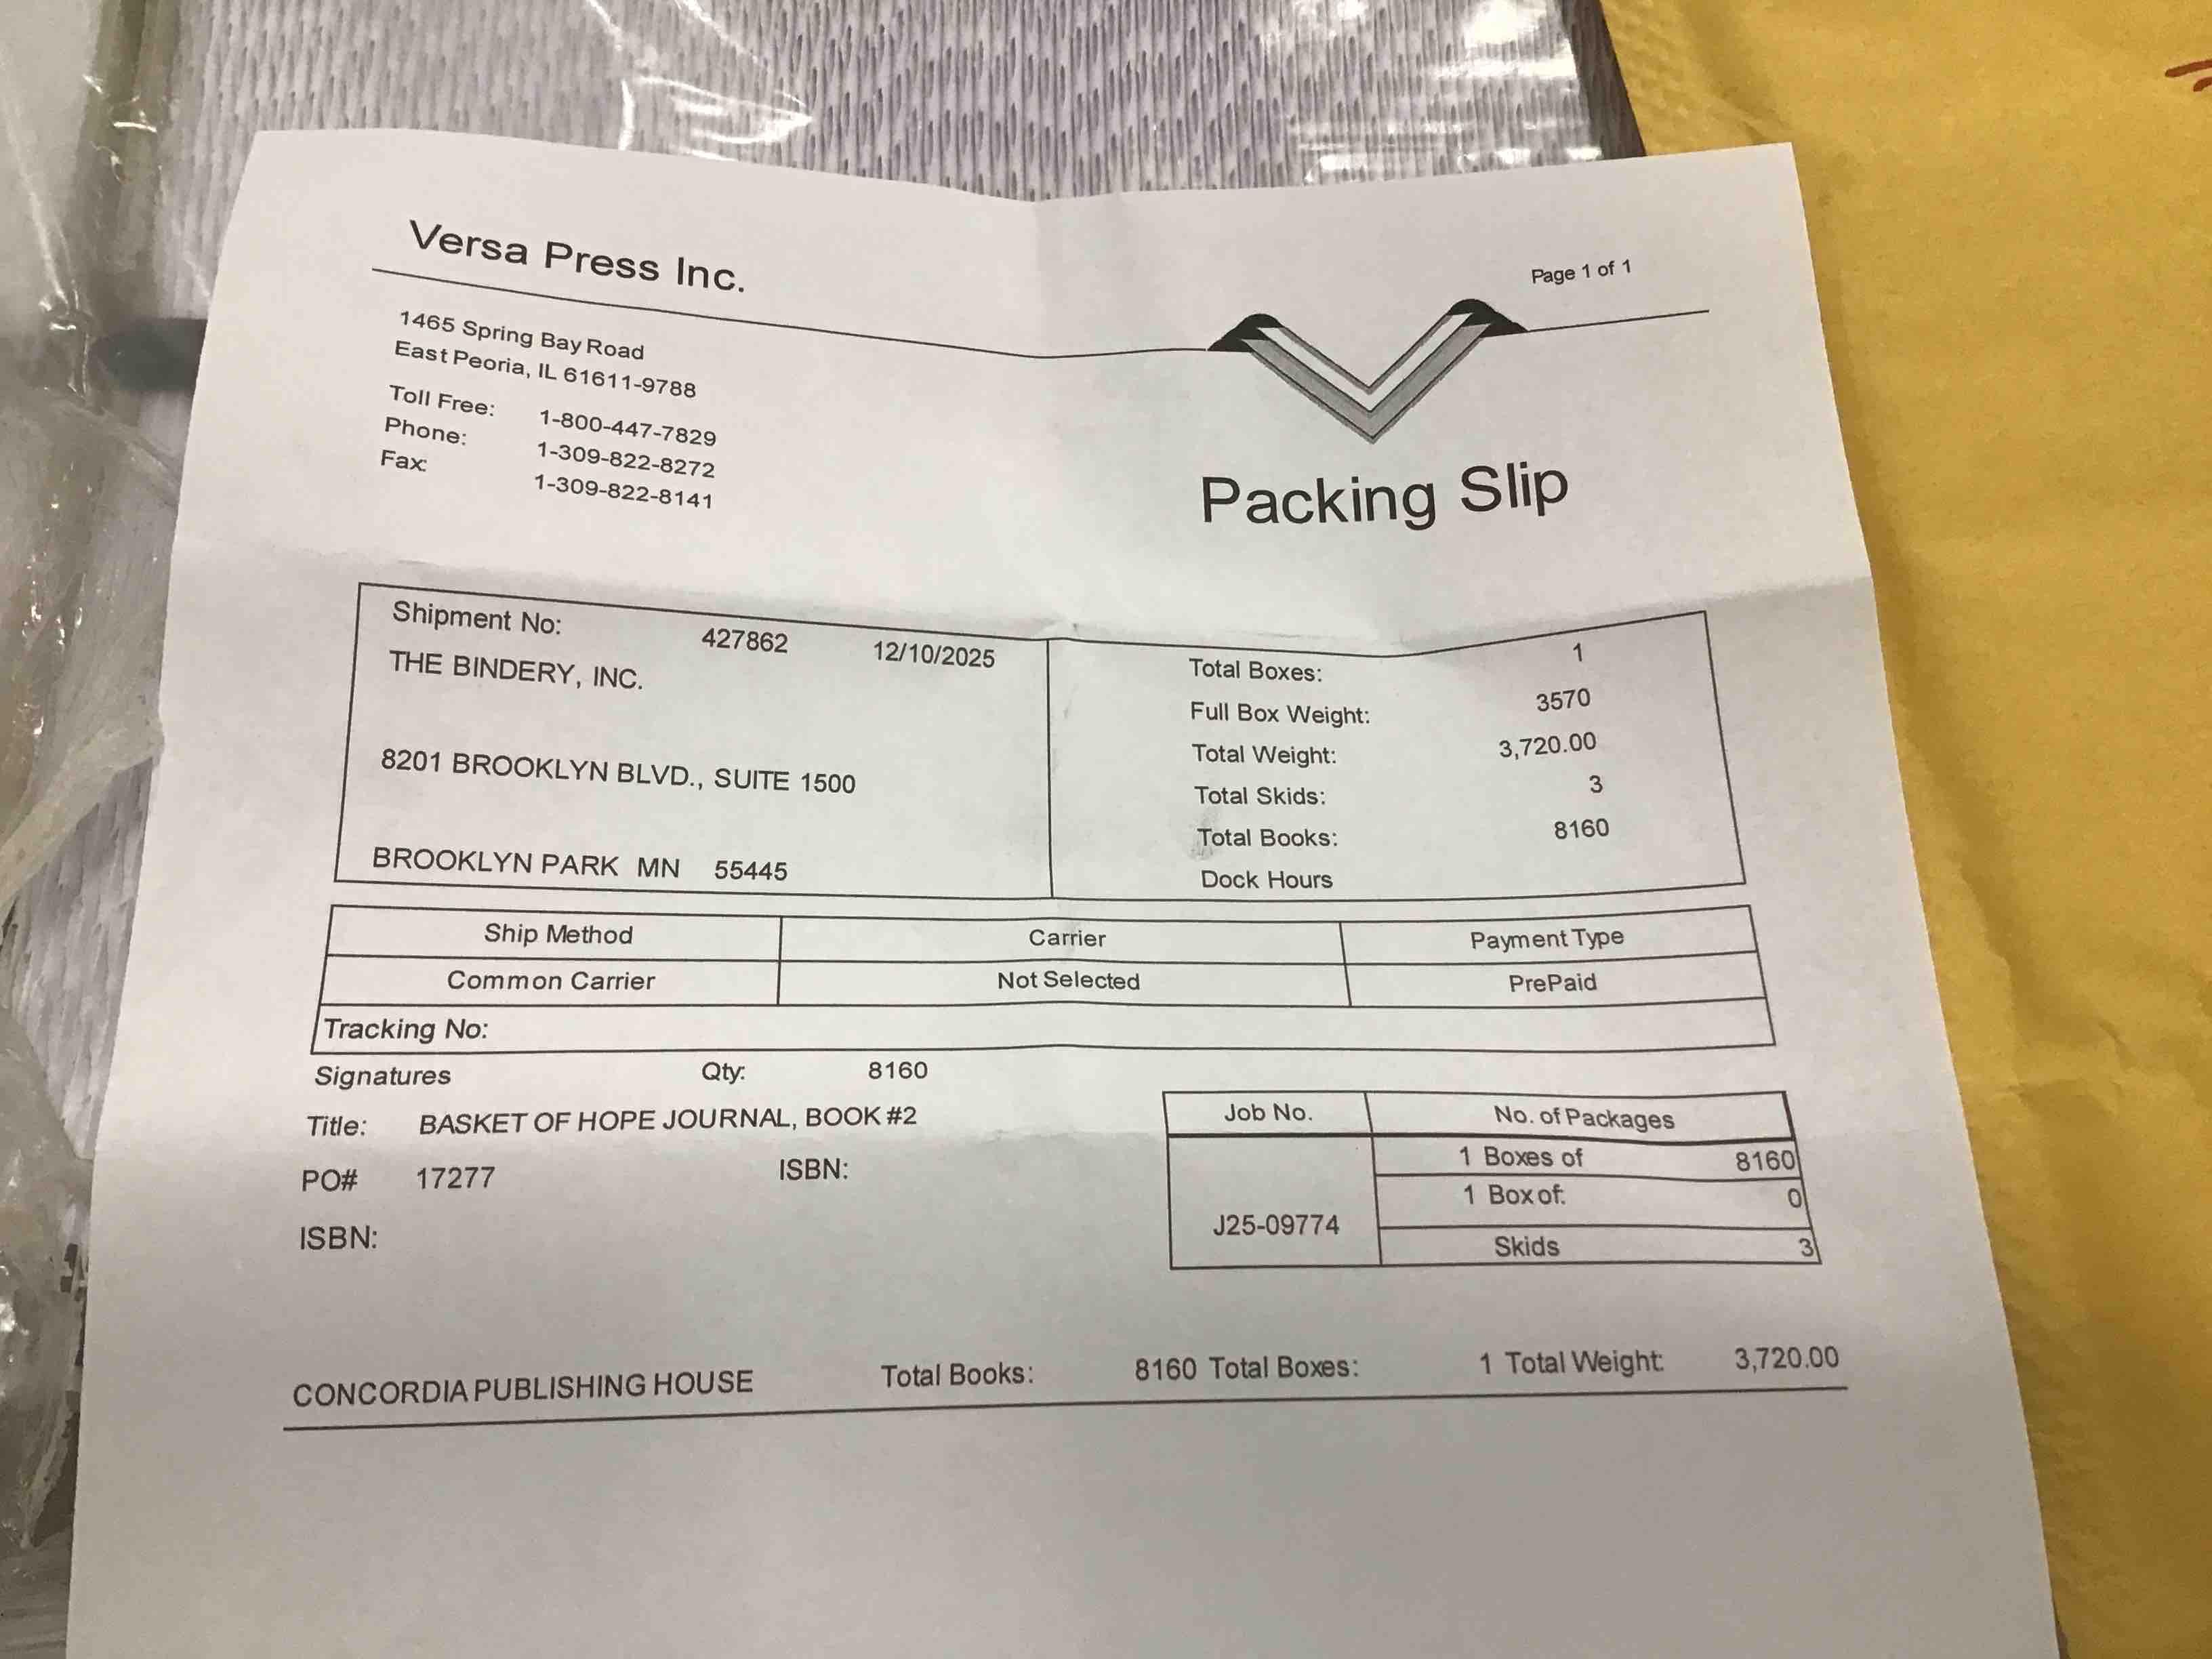 Versa Press Inc.
Page 1 of 1
1465 Spring Bay Road
East Peoria, IL 61611-9788
Toll Free: 1-800-447-7829
Phone: 1-309-822-8272
Fax: 1-309-822-8141
Packing Slip
Shipment No: 427862 12/10/2025
THE BINDERY, INC.
8201 BROOKLYN BLVD., SUITE 1500
BROOKLYN PARK MN 55445
Total Boxes: 1
Full Box Weight: 3570
Total Weight: 3,720.00
Total Skids: 3
Total Books: 8160
Dock Hours
Ship Method Carrier Payment Type
Common Carrier Not Selected PrePaid
Tracking No:
Signatures Qty: 8160
Title: BASKET OF HOPE JOURNAL, BOOK #2
PO# 17277 ISBN:
ISBN:
Job No. No. of Packages
1 Boxes of 8160
1 Box of: 0
J25-09774
Skids 3
CONCORDIA PUBLISHING HOUSE Total Books: 8160 Total Boxes: 1 Total Weight: 3,720.00